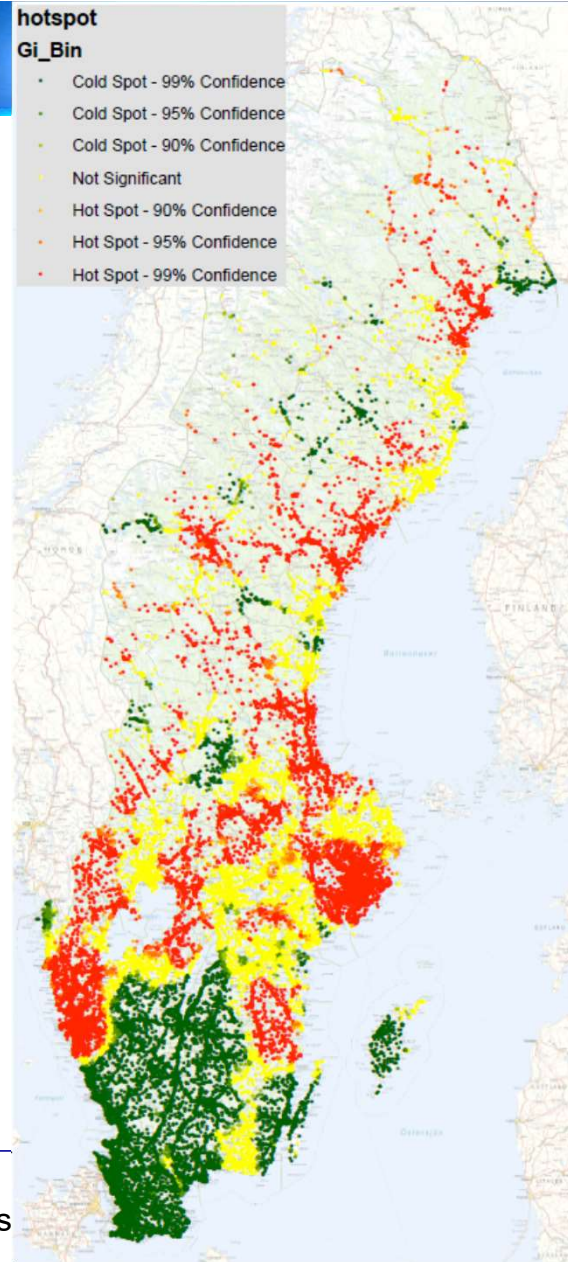 hotspot
Gi_Bin
Cold Spot - 99% Confidence
Cold Spot - 95% Confidence
Cold Spot - 90% Confidence
Not Significant
Hot Spot - 90% Confidence
Hot Spot - 95% Confidence
Hot Spot - 99% Confidence
FINLAND
Östersjön
s